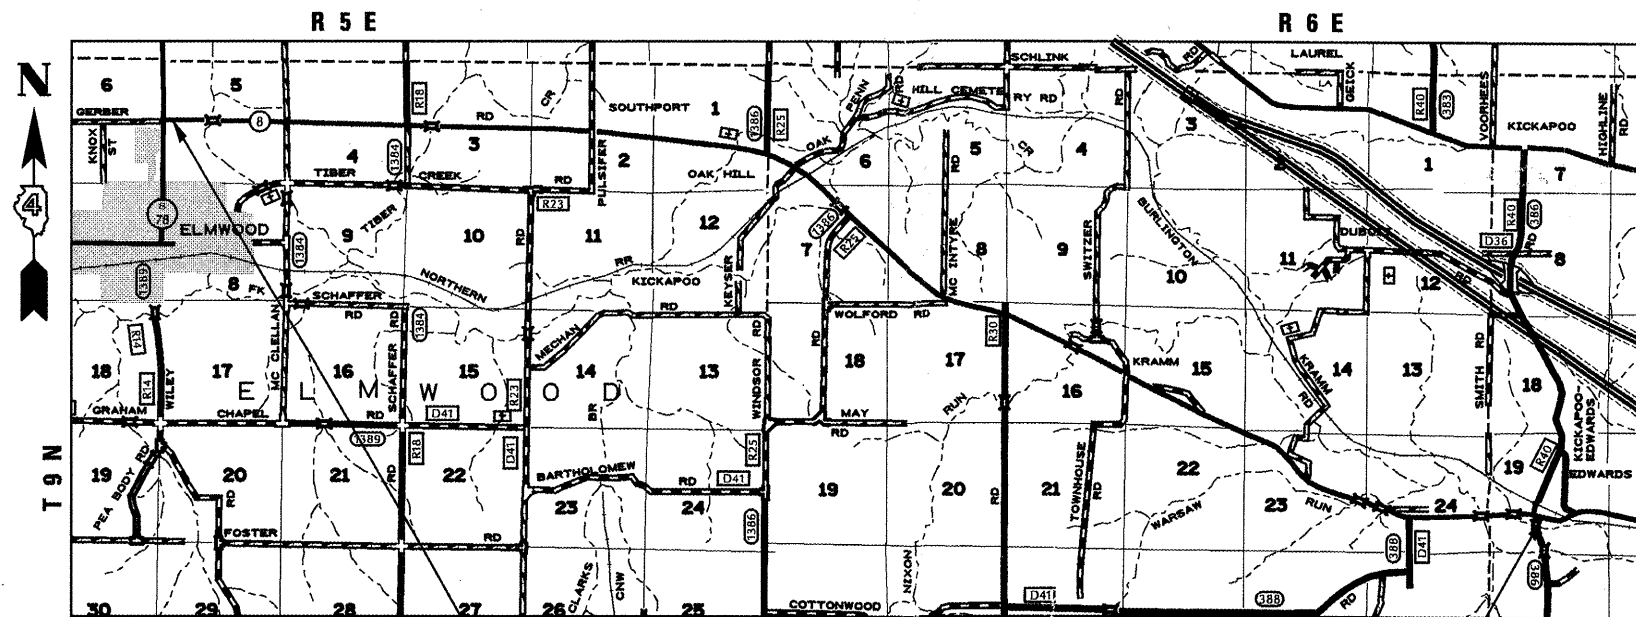 R 5 E
R 6 E
N
4
T 9 N
SCHLINK
LAUREL
RD
6
5
GERBER
R18
CR
SOUTHPORT
1
1386
R25
PENN
RD
HILL CEMETE
RY RD
RD
GEICK
R40
383
VOORHEES
HIGHLINE
RD
KICKAPOO
8
RD
KNOX
ST
4
3
2
OAK
6
5
RD
CR
4
3
2
1
7
1384
TIBER
CREEK
RD
PULSIFER
OAK HILL
R23
S
78
ELMWOOD
9
TIBER
10
RD
11
12
7
1386
R25
MC INTYRE
8
9
SWITZER
BURLINGTON
10
11
D36
R40
386
RD
8
12
RD
1384
1389
8
FK
NORTHERN
RR
KICKAPOO
KEYSER
SCHAFFER
RD
RD
1384
RD
WOLFORD RD
R30
R14
18
R14
WILEY
17
MC CLELLAN
16
SCHAFFER
15
MECHAN
14
13
RD
WINDSOR
RD
18
17
KRAMM
15
KRAMM
RD
14
13
SMITH
RD
18
E L M W O O D
16
GRAHAM
CHAPEL
RD
D41
R23
BR
MAY
RD
RUN
KICKAPOO-
EDWARDS
1389
R18
D41
R25
19
PEA BODY RD
20
RD
21
RD
22
BARTHOLOMEW
RD
D41
23
24
19
20
RD
21
TOWNHOUSE
RD
22
WARSAW
23
RUN
24
19
R40
EDWARDS
FOSTER
RD
1386
388
D41
386
30
29
28
27
26
CLARKS
CNW
25
COTTONWOOD
NIXON
D41
388
RD